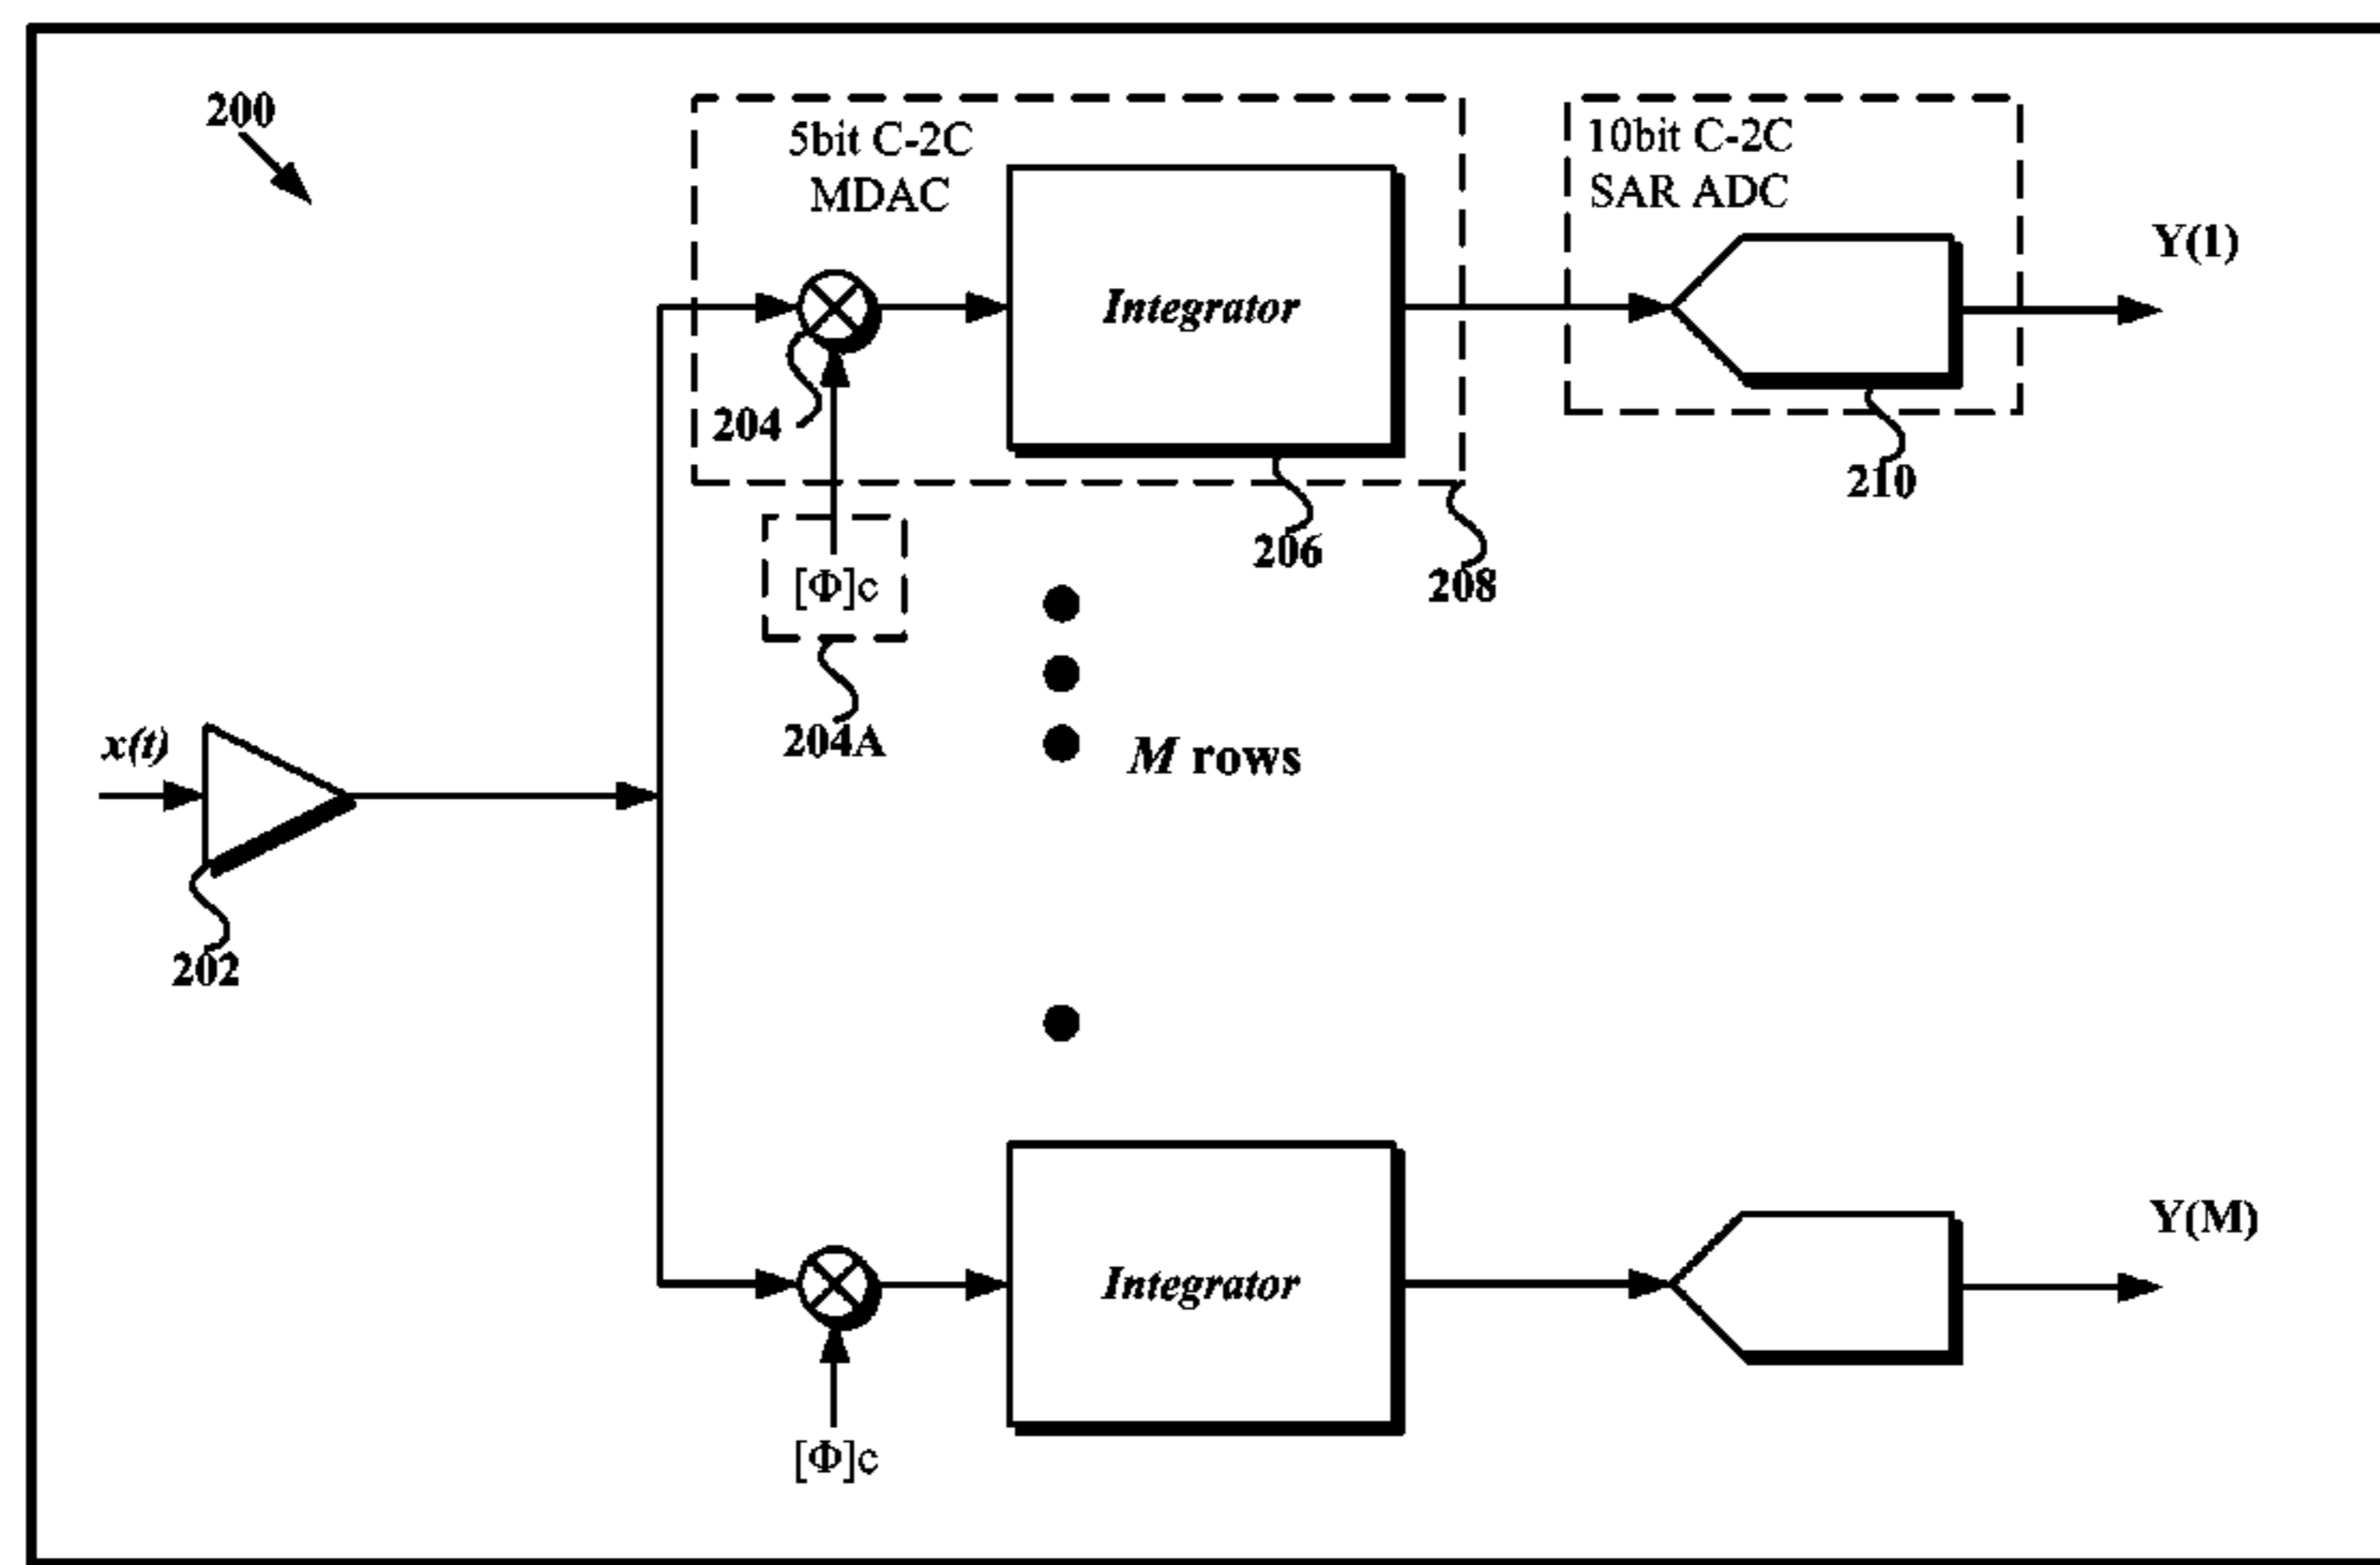 200
5bit C-2C
MDAC
10bit C-2C
SAR ADC
Y(1)
Integrator
204
210
206
208
[Φ]c
204A
x(t)
M rows
202
Y(M)
Integrator
[Φ]c